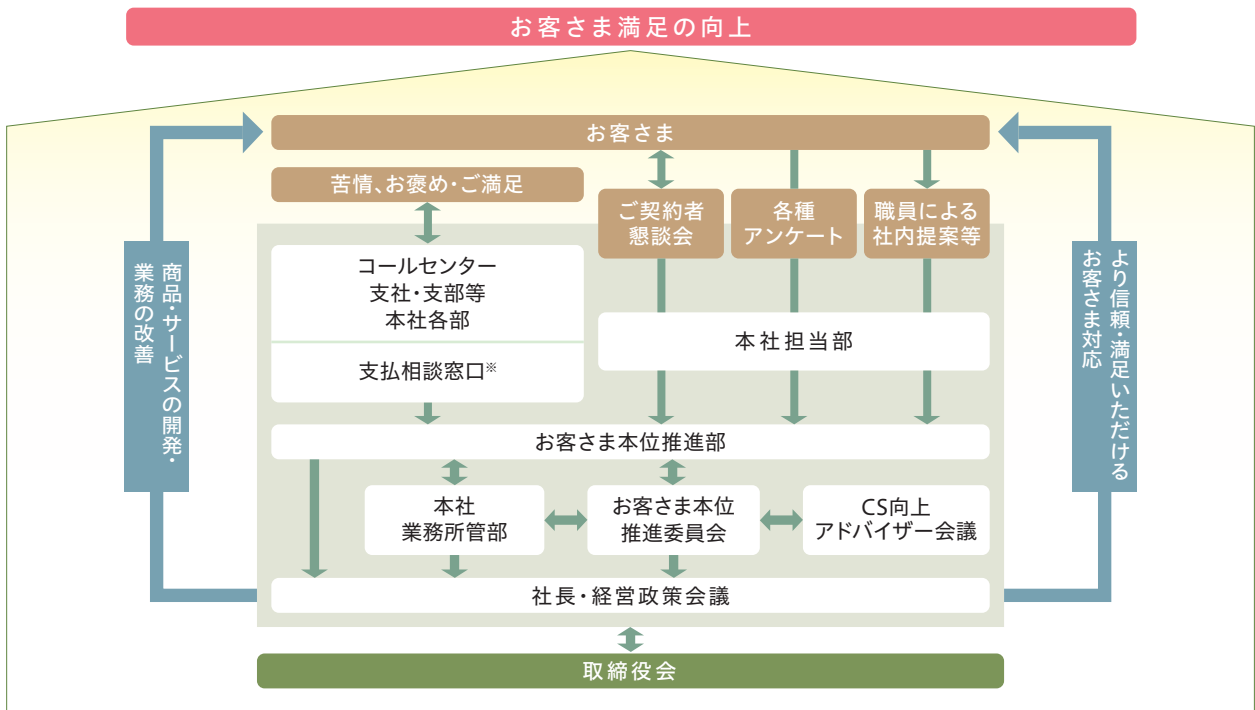 お客さま満足の向上
お客さま
苦情、お褒め・ご満足
ご契約者
懇談会
各種
アンケート
職員による
社内提案等
コールセンター
支社・支部等
本社各部
支払相談窓口※
本社担当部
お客さま本位推進部
本社
業務所管部
お客さま本位
推進委員会
CS向上
アドバイザー会議
社長・経営政策会議
取締役会
商品・サービスの開発・
業務の改善
より信頼・満足いただける
お客さま対応